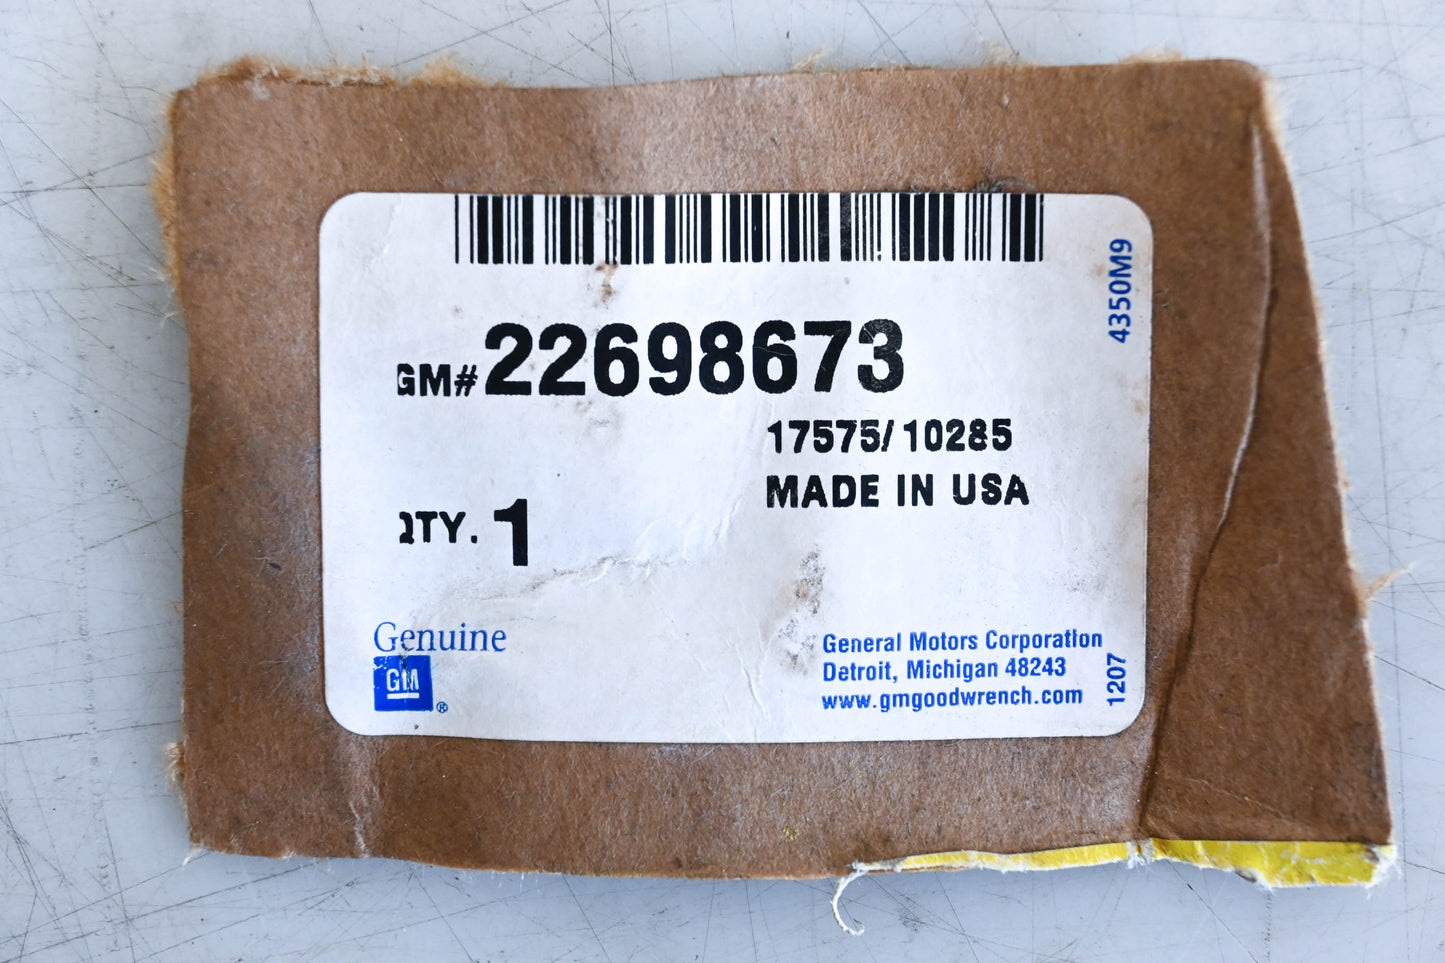 GM# 22698673
17575/10285
MADE IN USA
QTY. 1
Genuine
GM®
General Motors Corporation
Detroit, Michigan 48243
www.gmgoodwrench.com
4350M9
1207